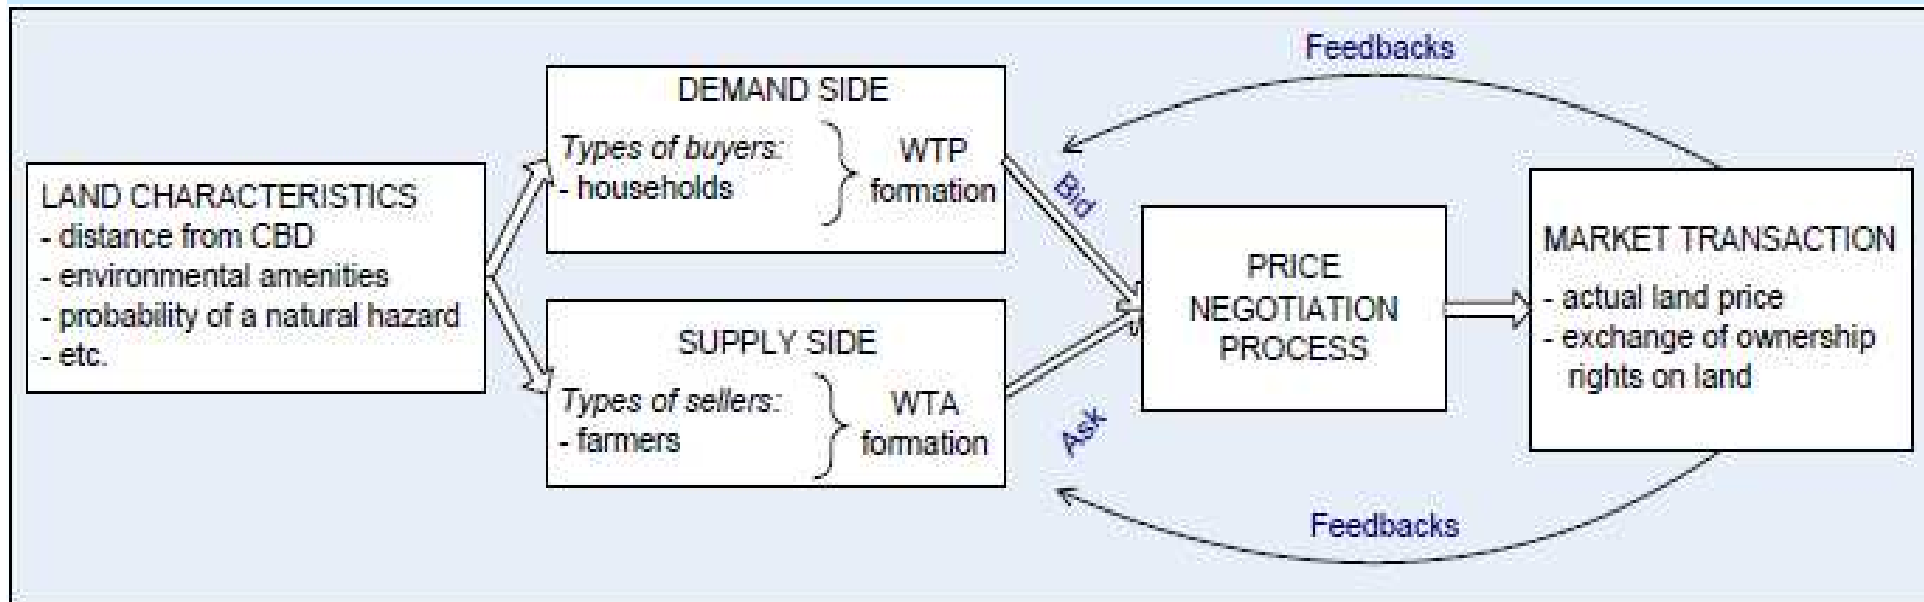 LAND CHARACTERISTICS
- distance from CBD
- environmental amenities
- probability of a natural hazard
- etc.
DEMAND SIDE
Types of buyers:
- households
WTP
formation
SUPPLY SIDE
Types of sellers:
- farmers
WTA
formation
Bid
Ask
PRICE
NEGOTIATION
PROCESS
Feedbacks
MARKET TRANSACTION
- actual land price
- exchange of ownership
rights on land
Feedbacks